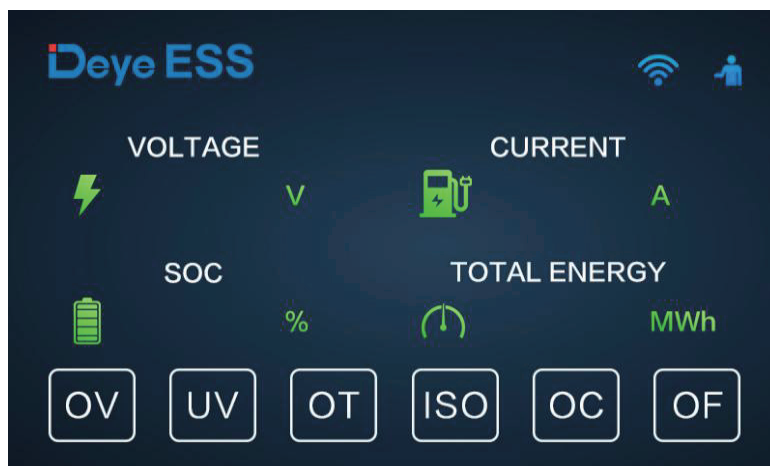 Deye ESS
VOLTAGE
CURRENT
V
A
SOC
TOTAL ENERGY
%
MWh
OV UV OT ISO OC OF